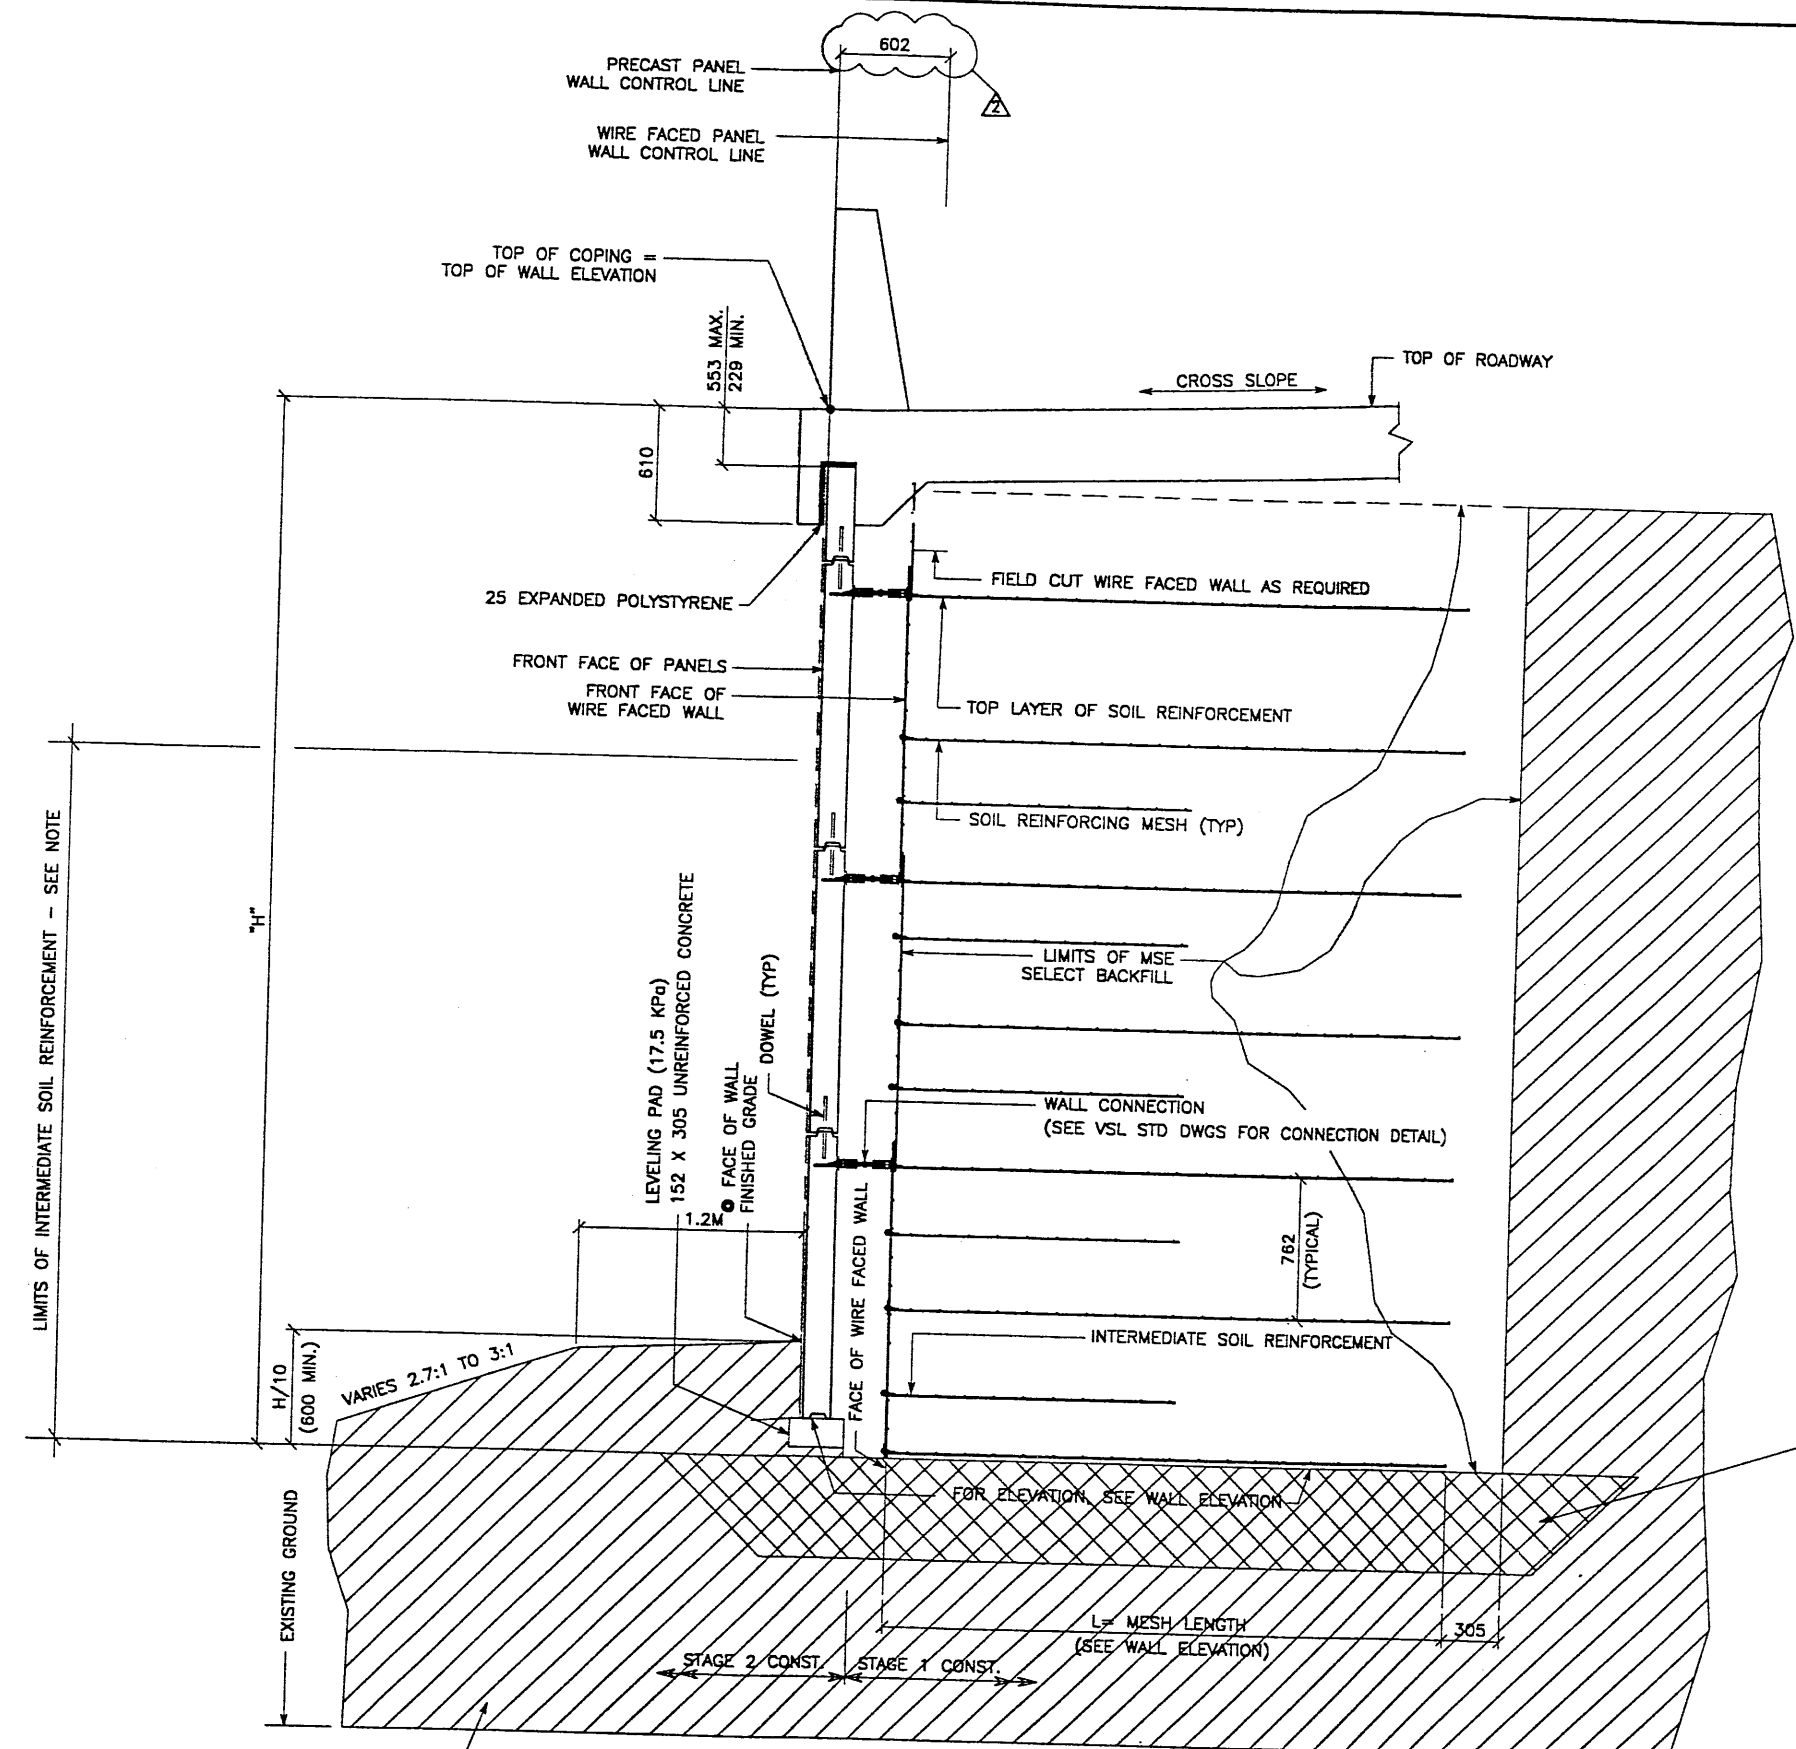 602
PRECAST PANEL
WALL CONTROL LINE
2
WIRE FACED PANEL
WALL CONTROL LINE
TOP OF COPING =
TOP OF WALL ELEVATION
553 MAX.
229 MIN.
TOP OF ROADWAY
CROSS SLOPE
610
FIELD CUT WIRE FACED WALL AS REQUIRED
25 EXPANDED POLYSTYRENE
FRONT FACE OF PANELS
FRONT FACE OF
WIRE FACED WALL
TOP LAYER OF SOIL REINFORCEMENT
SOIL REINFORCING MESH (TYP)
LIMITS OF INTERMEDIATE SOIL REINFORCEMENT - SEE NOTE
"H"
LIMITS OF MSE
SELECT BACKFILL
LEVELING PAD (17.5 KPa)
152 X 305 UNREINFORCED CONCRETE
FINISHED GRADE
@ FACE OF WALL
DOWEL (TYP)
WALL CONNECTION
(SEE VSL STD DWGS FOR CONNECTION DETAIL)
1.2M
FACE OF WIRE FACED WALL
762
(TYPICAL)
INTERMEDIATE SOIL REINFORCEMENT
H/10
(600 MIN.)
VARIES 2.7:1 TO 3:1
FOR ELEVATION, SEE WALL ELEVATION
EXISTING GROUND
L= MESH LENGTH
(SEE WALL ELEVATION)
305
STAGE 2 CONST.
STAGE 1 CONST.